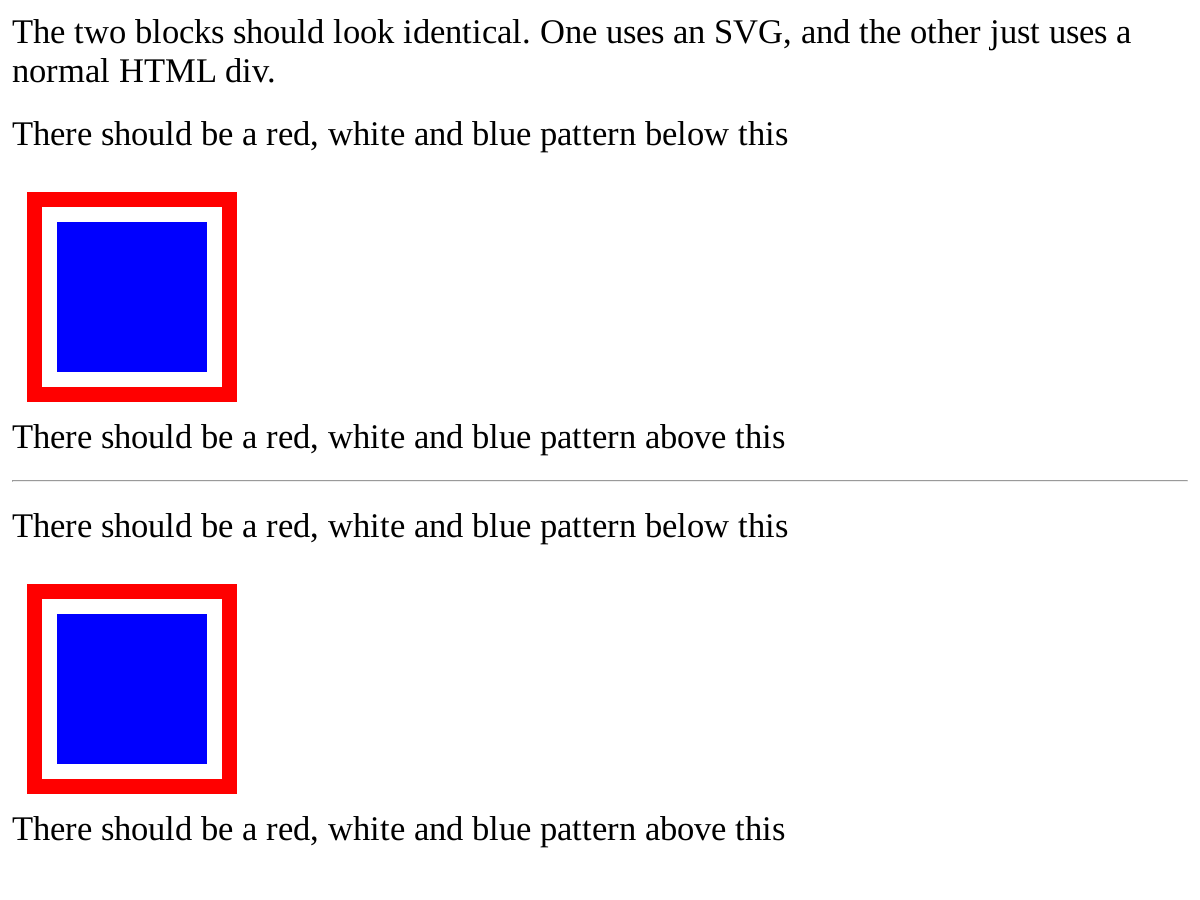 The two blocks should look identical. One uses an SVG, and the other just uses a
normal HTML div.
There should be a red, white and blue pattern below this
There should be a red, white and blue pattern above this
There should be a red, white and blue pattern below this
There should be a red, white and blue pattern above this